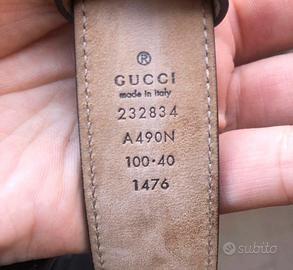 ®
GUCCI
made in italy
232834
A490N
100·40
1476
subito